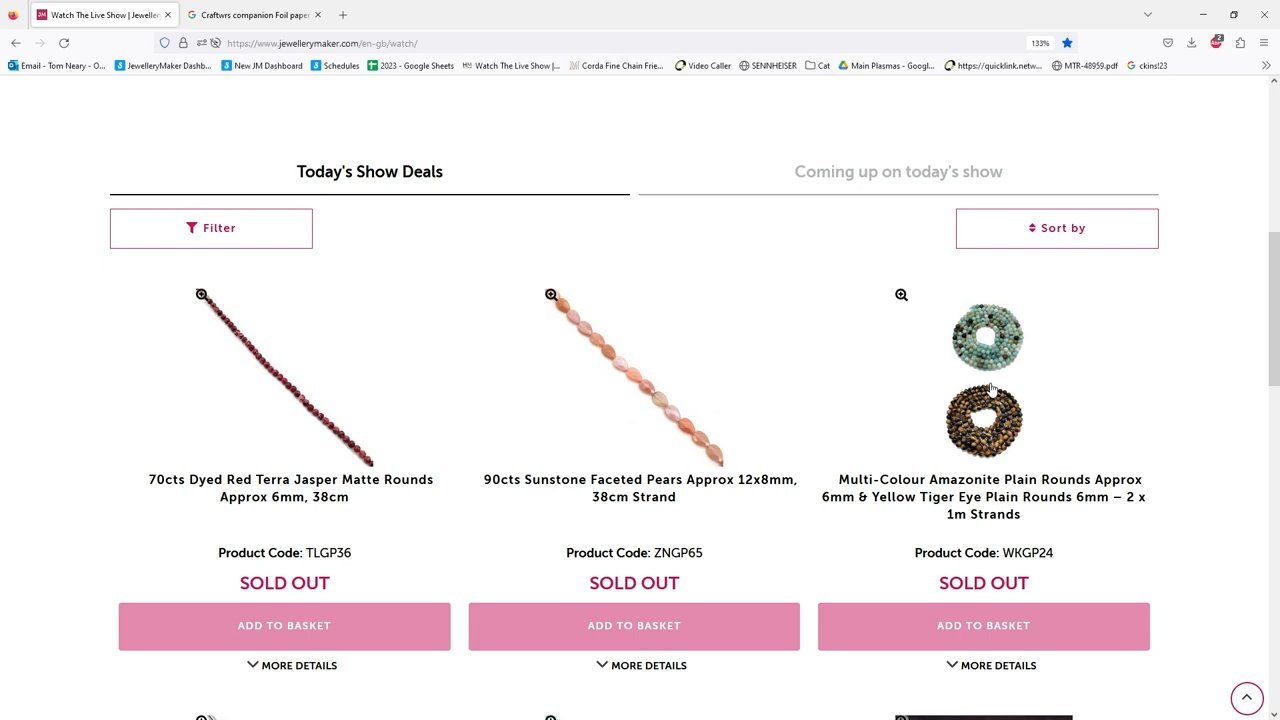 Watch The Live Show | Jeweller
Craftwrs companion Foil pape
https://www.jewellerymaker.com/en-gb/watch/
133%
2
Email - Tom Neary - O...
JewelleryMaker Dashb...
New JM Dashboard
Schedules
2023 - Google Sheets
Watch The Live Show |...
Corda Fine Chain Frie...
Video Caller
SENNHEISER
Cat
Main Plasmas - Googl...
https://quicklink.netw...
MTR-48959.pdf
ckins!23
Today's Show Deals
Coming up on today's show
Filter
Sort by
70cts Dyed Red Terra Jasper Matte Rounds
Approx 6mm, 38cm
Product Code: TLGP36
SOLD OUT
ADD TO BASKET
MORE DETAILS
90cts Sunstone Faceted Pears Approx 12x8mm,
38cm Strand
Product Code: ZNGP65
SOLD OUT
ADD TO BASKET
MORE DETAILS
Multi-Colour Amazonite Plain Rounds Approx
6mm & Yellow Tiger Eye Plain Rounds 6mm – 2 x
1m Strands
Product Code: WKGP24
SOLD OUT
ADD TO BASKET
MORE DETAILS